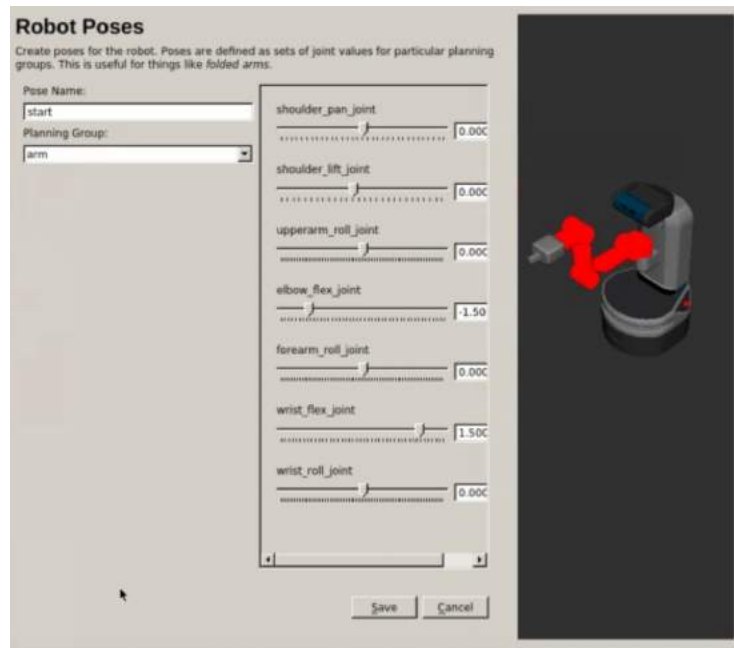 Robot Poses
Create poses for the robot. Poses are defined as sets of joint values for particular planning
groups. This is useful for things like folded arms.
Pose Name:
start
Planning Group:
arm
shoulder_pan_joint
0.000
shoulder_lift_joint
0.000
upperarm_roll_joint
0.000
elbow_flex_joint
-1.50
forearm_roll_joint
0.000
wrist_flex_joint
1.500
wrist_roll_joint
0.000
Save
Cancel